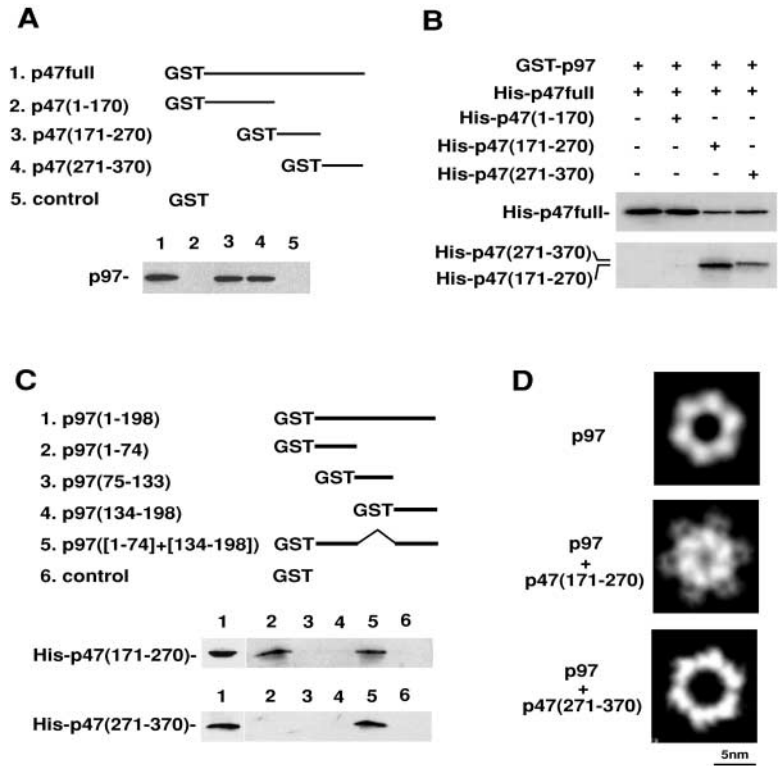 A
1. p47full GST
2. p47(1-170) GST
3. p47(171-270) GST
4. p47(271-370) GST
5. control GST
1 2 3 4 5
p97-
B
GST-p97 + + + +
His-p47full + + + +
His-p47(1-170) - + - -
His-p47(171-270) - - + -
His-p47(271-370) - - - +
His-p47full-
His-p47(271-370)
His-p47(171-270)
C
1. p97(1-198) GST
2. p97(1-74) GST
3. p97(75-133) GST
4. p97(134-198) GST
5. p97([1-74]+[134-198]) GST
6. control GST
1 2 3 4 5 6
His-p47(171-270)-
1 2 3 4 5 6
His-p47(271-370)-
D
p97
p97
+
p47(171-270)
p97
+
p47(271-370)
5nm